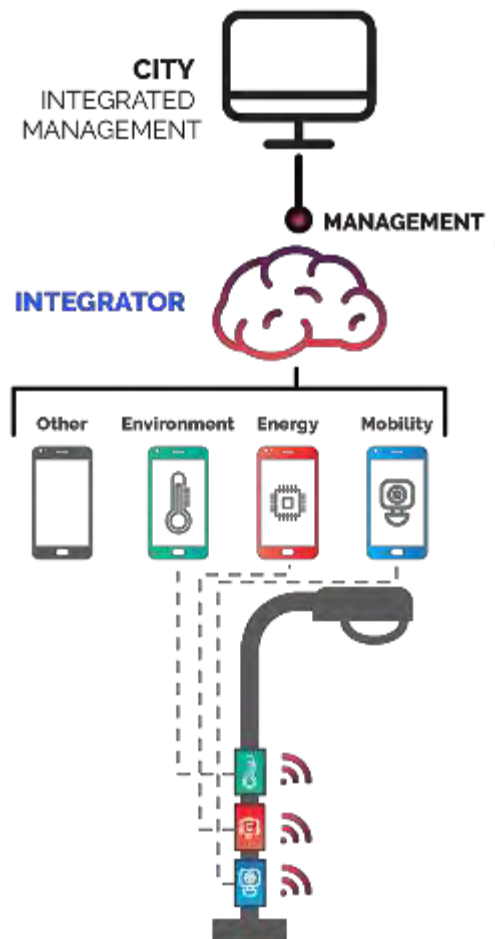 CITY
INTEGRATED
MANAGEMENT
MANAGEMENT
INTEGRATOR
Other Environment Energy Mobility